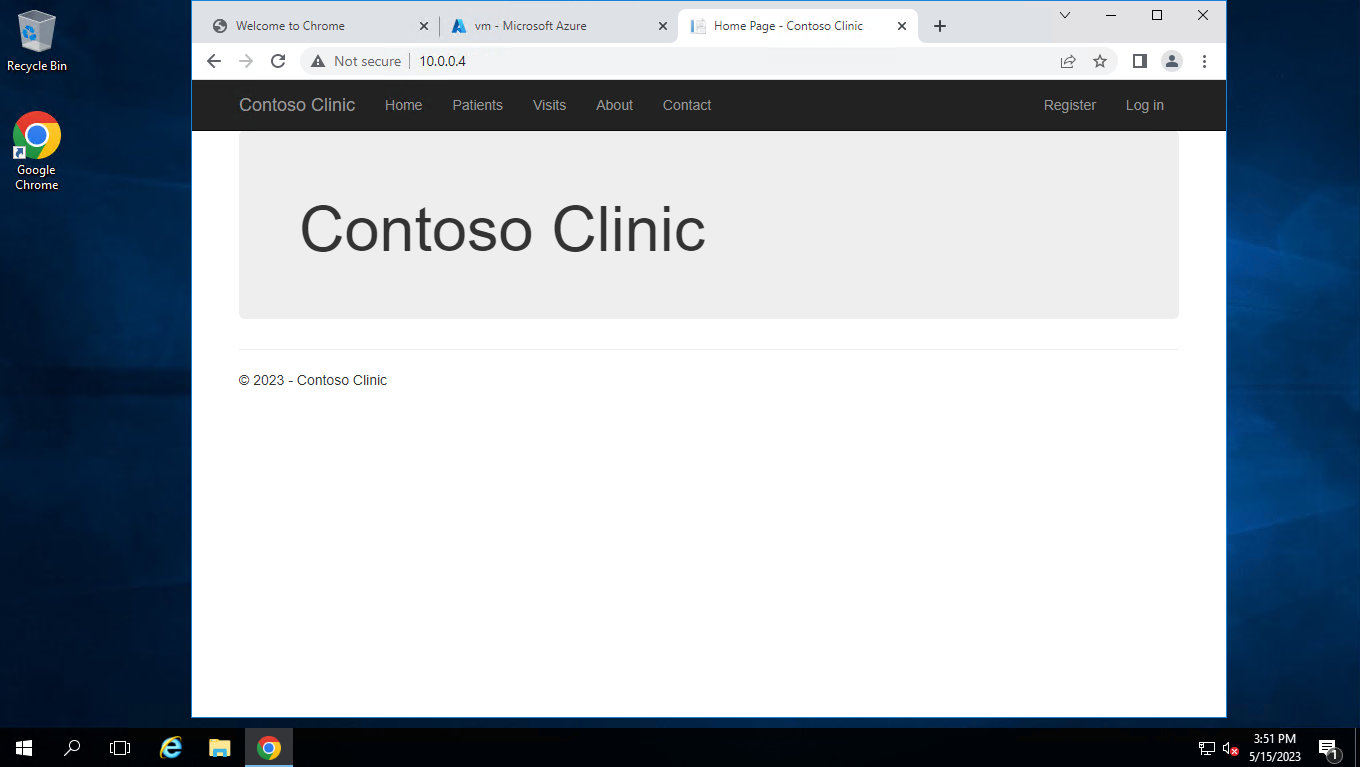 Recycle Bin
Google
Chrome
Welcome to Chrome
vm - Microsoft Azure
Home Page - Contoso Clinic
Not secure
10.0.0.4
Contoso Clinic
Home
Patients
Visits
About
Contact
Register
Log in
Contoso Clinic
© 2023 - Contoso Clinic
3:51 PM
5/15/2023
1